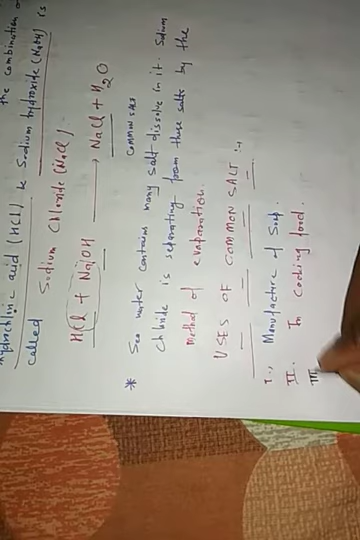 the combination of
hydrochloric acid (HCl) & Sodium hydroxide (NaOH) is
called Sodium Chloride (NaCl).
HCl + NaOH → NaCl + H2O
COMMON SALT
* Sea water contains many salt dissolve in it. Sodium
Chloride is separating from these salts by the
Method of evaporation.
USES OF COMMON SALT :-
I., Manufacture of Soap.
II. In Cooking food.
III